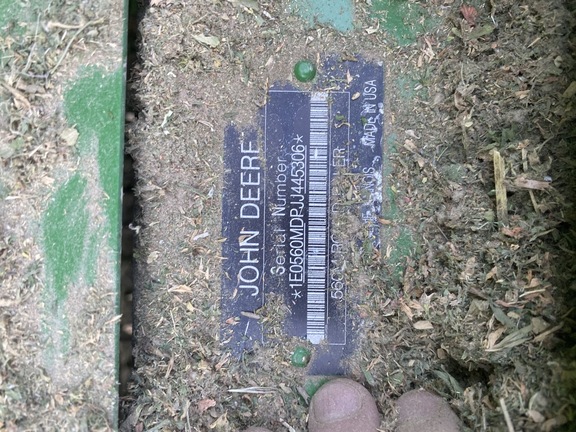 JOHN DEERE
Serial Number
*1E0560MDPJJ445306*
MADE IN USA